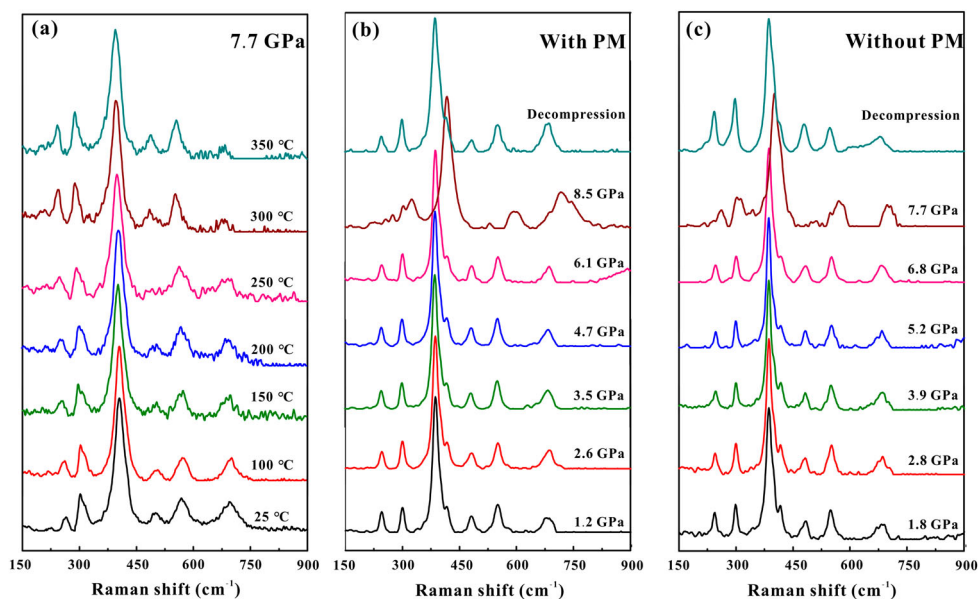 (a)
7.7 GPa
350 ℃
300 ℃
250 ℃
200 ℃
150 ℃
100 ℃
25 ℃
150 300 450 600 750 900
Raman shift (cm-1)
(b)
With PM
Decompression
8.5 GPa
6.1 GPa
4.7 GPa
3.5 GPa
2.6 GPa
1.2 GPa
150 300 450 600 750 900
Raman shift (cm-1)
(c)
Without PM
Decompression
7.7 GPa
6.8 GPa
5.2 GPa
3.9 GPa
2.8 GPa
1.8 GPa
150 300 450 600 750 900
Raman shift (cm-1)